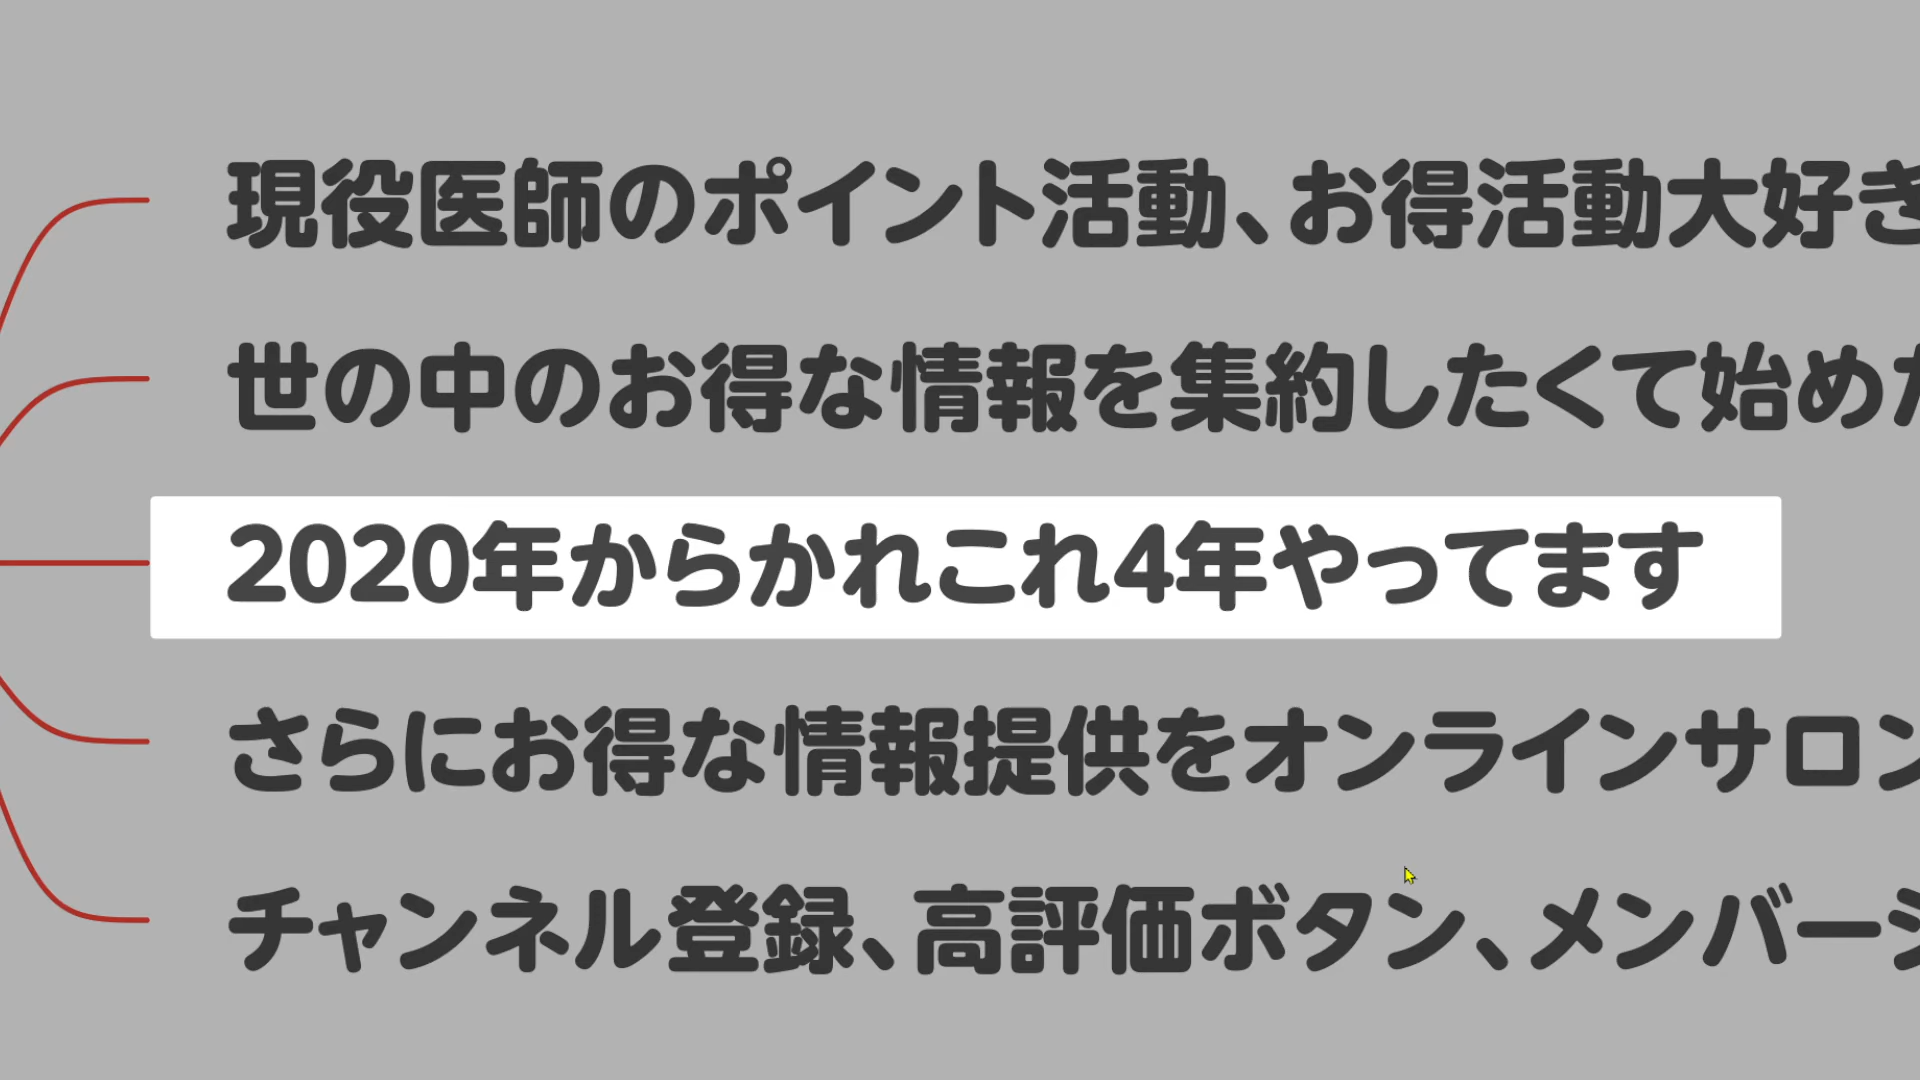 現役医師のポイント活動、お得活動大好き
世の中のお得な情報を集約したくて始めた
2020年からかれこれ4年やってます
さらにお得な情報提供をオンラインサロン
チャンネル登録、高評価ボタン、メンバーシ